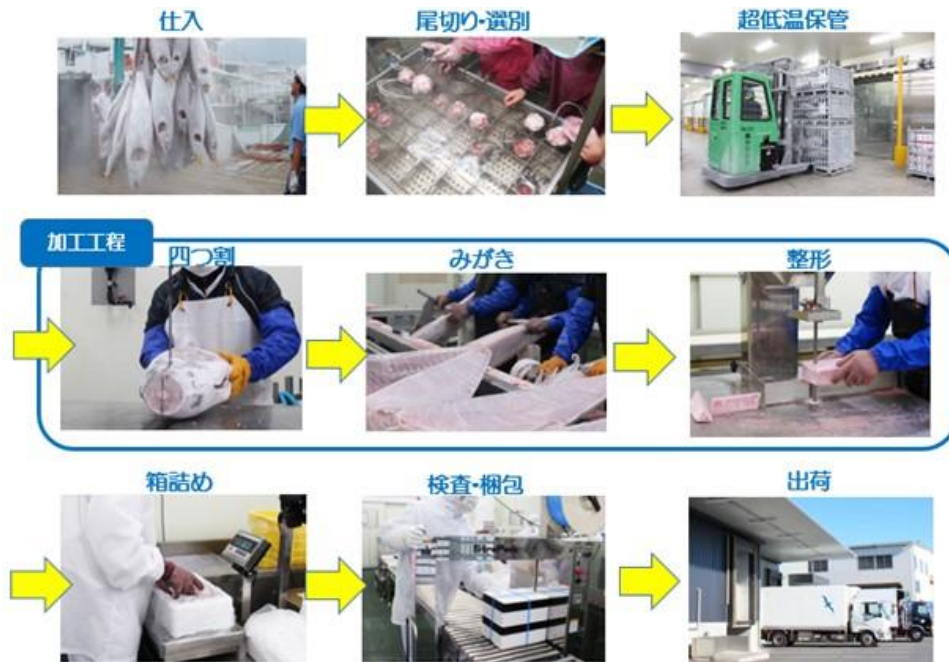 仕入
尾切り・選別
超低温保管
加工工程
四つ割
みがき
整形
箱詰め
検査・梱包
出荷